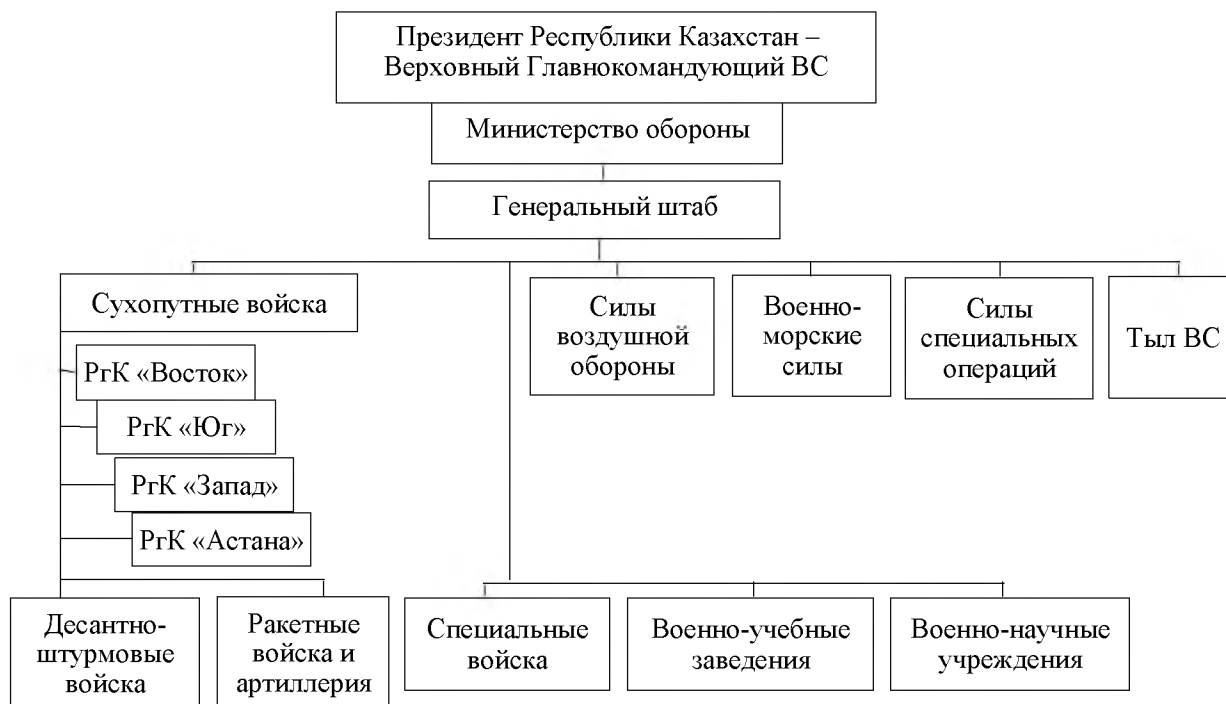 Президент Республики Казахстан –
Верховный Главнокомандующий ВС
Министерство обороны
Генеральный штаб
Сухопутные войска
Силы
воздушной
обороны
Военно-
морские
силы
Силы
специальных
операций
Тыл ВС
РгК «Восток»
РгК «Юг»
РгК «Запад»
РгК «Астана»
Десантно-
штурмовые
войска
Ракетные
войска и
артиллерия
Специальные
войска
Военно-учебные
заведения
Военно-научные
учреждения